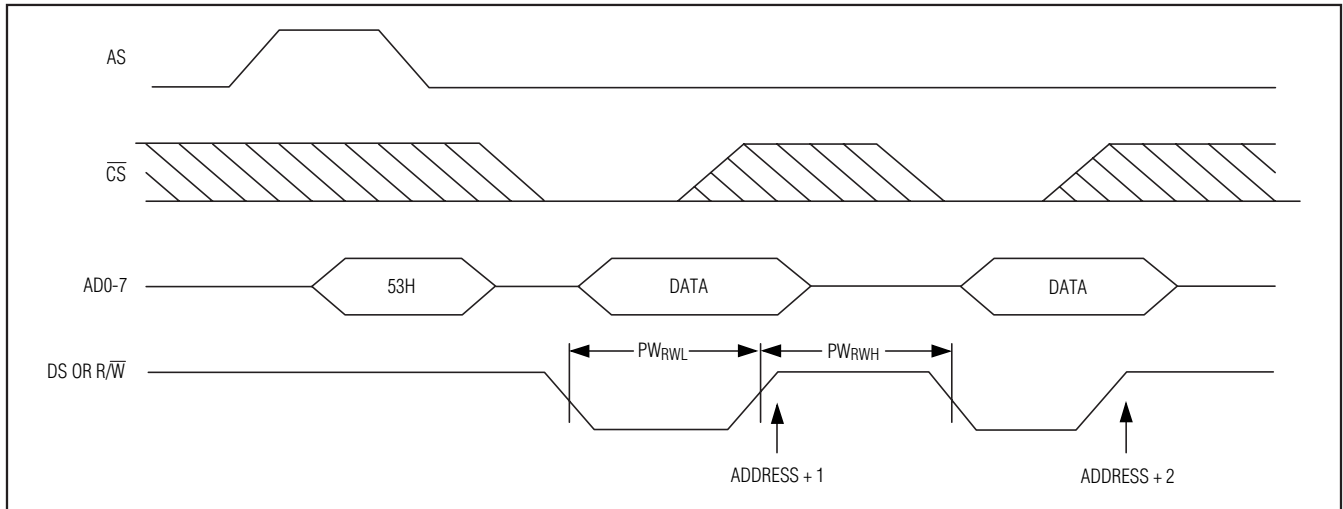 AS
CS
AD0-7
53H
DATA
DATA
DS OR R/W
PWRWL
PWRWH
ADDRESS + 1
ADDRESS + 2